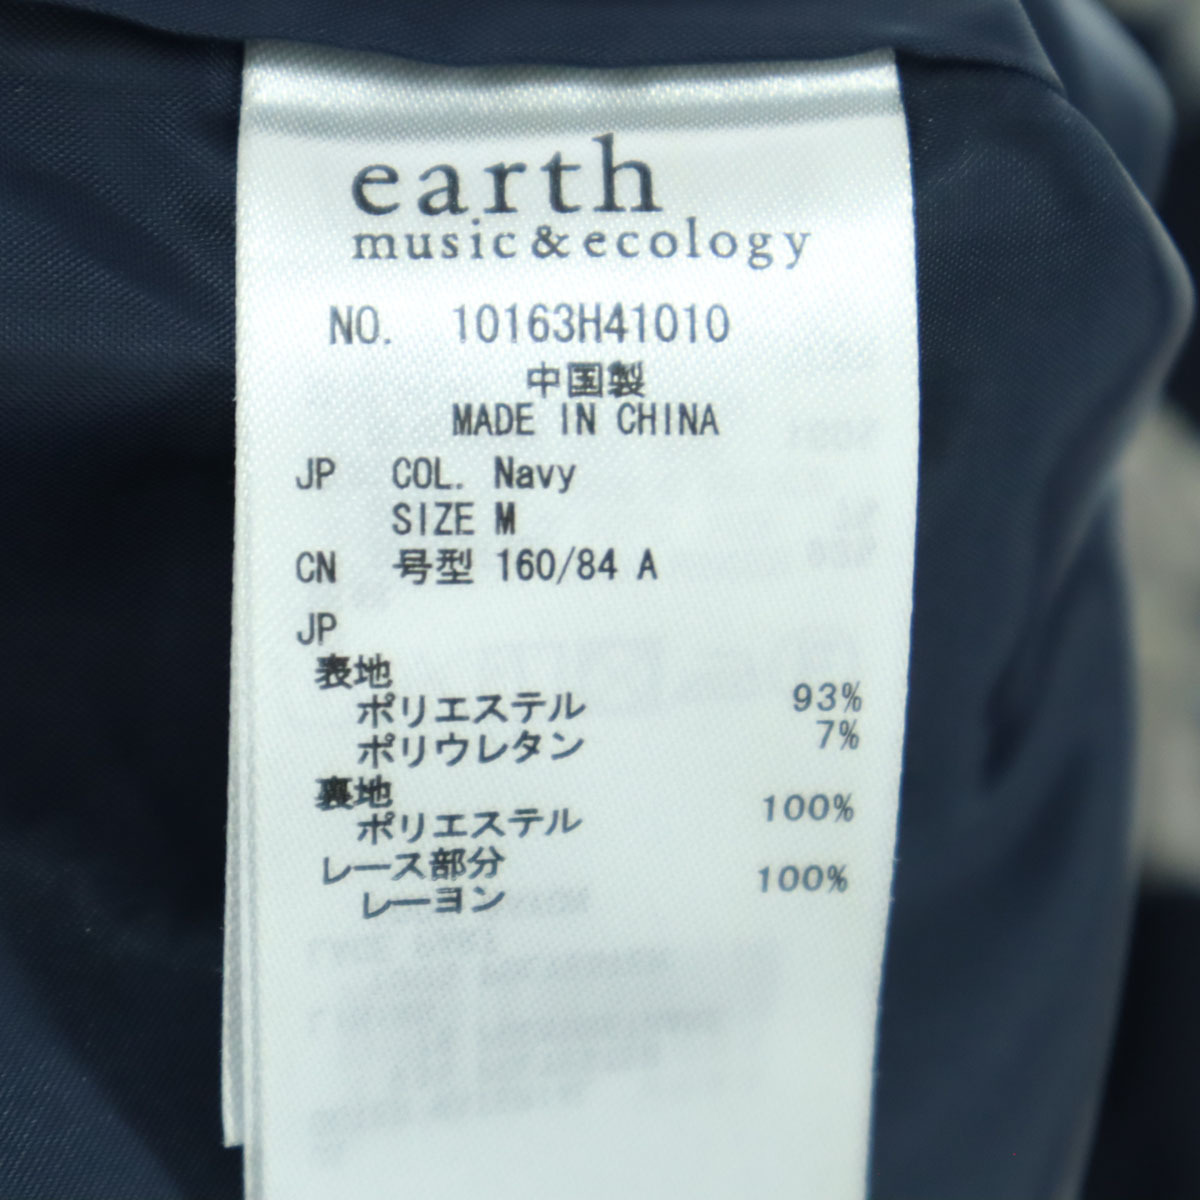 earth
music & ecology
NO. 10163H41010
中国製
MADE IN CHINA
JP COL. Navy
SIZE M
CN 号型 160/84 A
JP
表地
ポリエステル 93%
ポリウレタン 7%
裏地
ポリエステル 100%
レース部分
レーヨン 100%